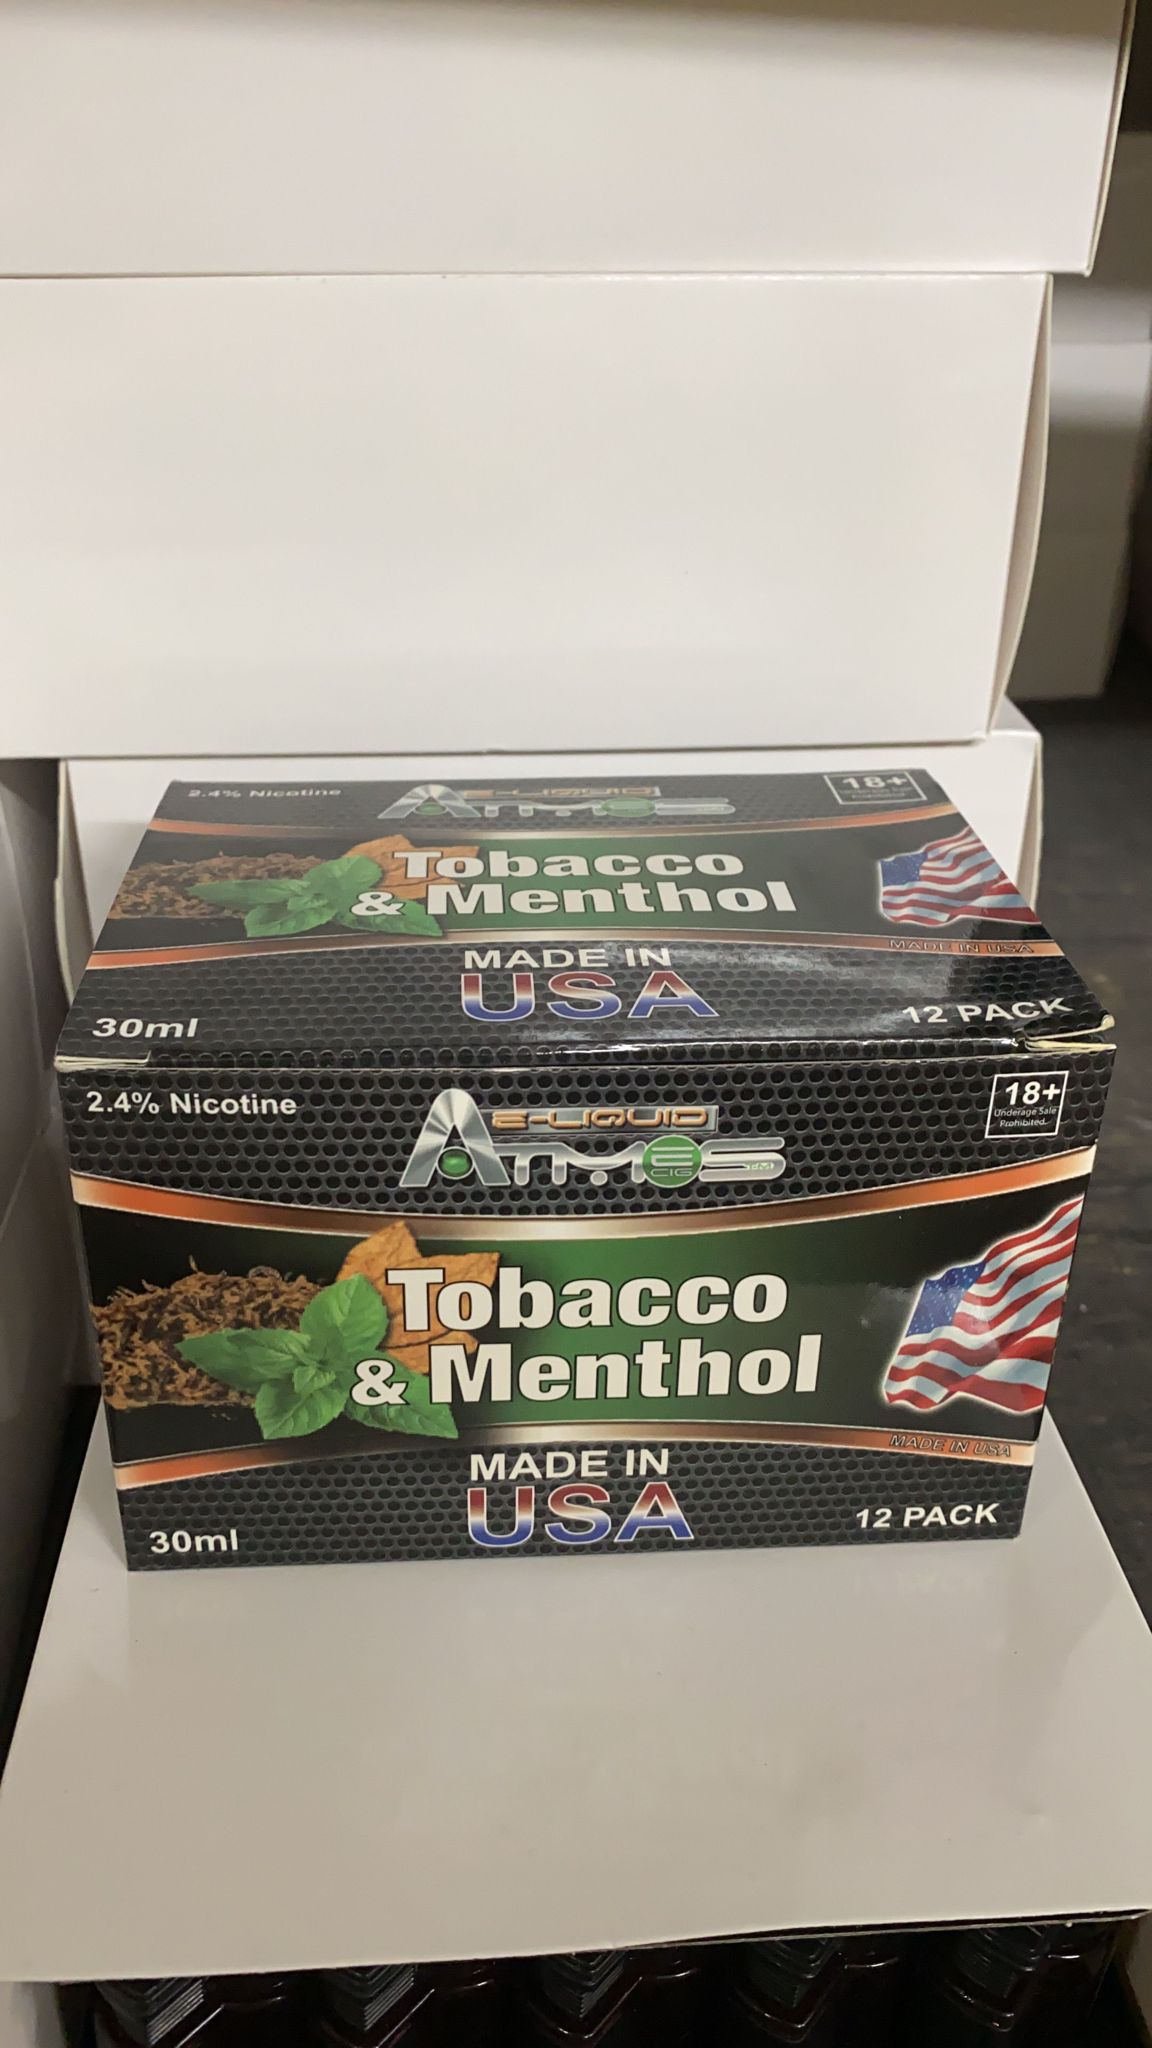 2.4% Nicotine
E-LIQUID
ATMOS
18+
Tobacco
& Menthol
MADE IN USA
MADE IN
USA
30ml
12 PACK
2.4% Nicotine
E-LIQUID
ATMOS
E
CIG
TM
18+
Underage Sale
Prohibited.
Tobacco
& Menthol
MADE IN USA
MADE IN
USA
30ml
12 PACK